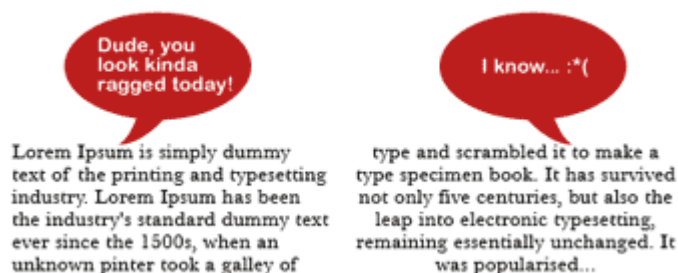 Dude, you
look kinda
ragged today!
Lorem Ipsum is simply dummy
text of the printing and typesetting
industry. Lorem Ipsum has been
the industry's standard dummy text
ever since the 1500s, when an
unknown pinter took a galley of
I know... :*(
type and scrambled it to make a
type specimen book. It has survived
not only five centuries, but also the
leap into electronic typesetting,
remaining essentially unchanged. It
was popularised...